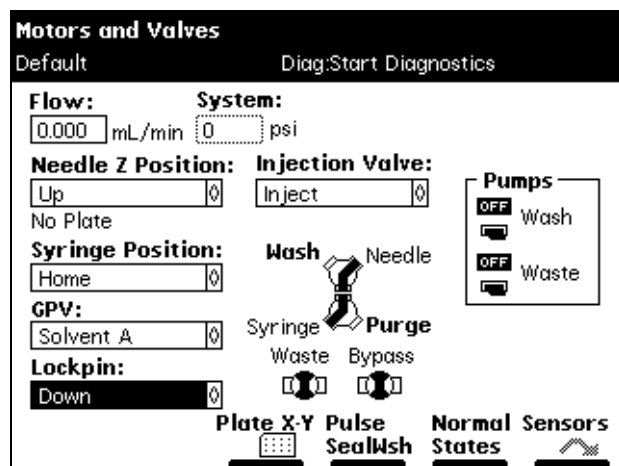 Motors and Valves
Default Diag:Start Diagnostics
Flow: System:
0.000 mL/min 0 psi
Needle Z Position: Injection Valve:
Up Inject
No Plate
Pumps
OFF Wash
OFF Waste
Syringe Position:
Home
Wash Needle
GPV:
Solvent A
Syringe Purge
Waste Bypass
Lockpin:
Down
Plate X-Y Pulse SealWsh Normal States Sensors